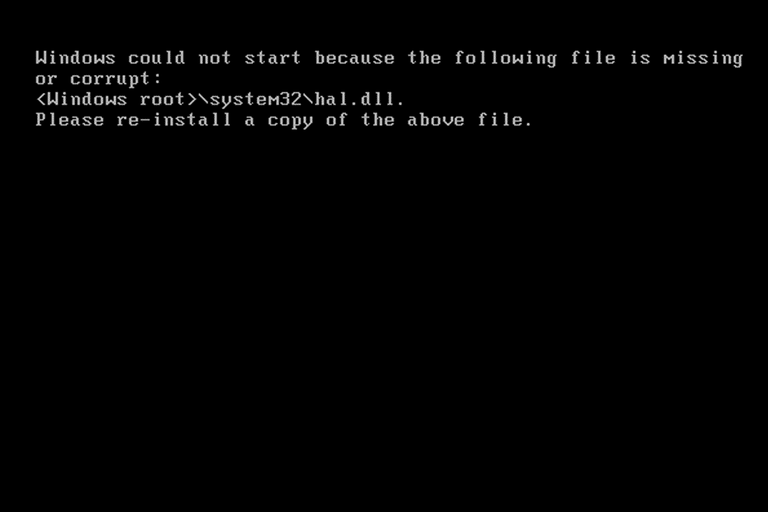 Windows could not start because the following file is missing
or corrupt:
<Windows root>\system32\hal.dll.
Please re-install a copy of the above file.